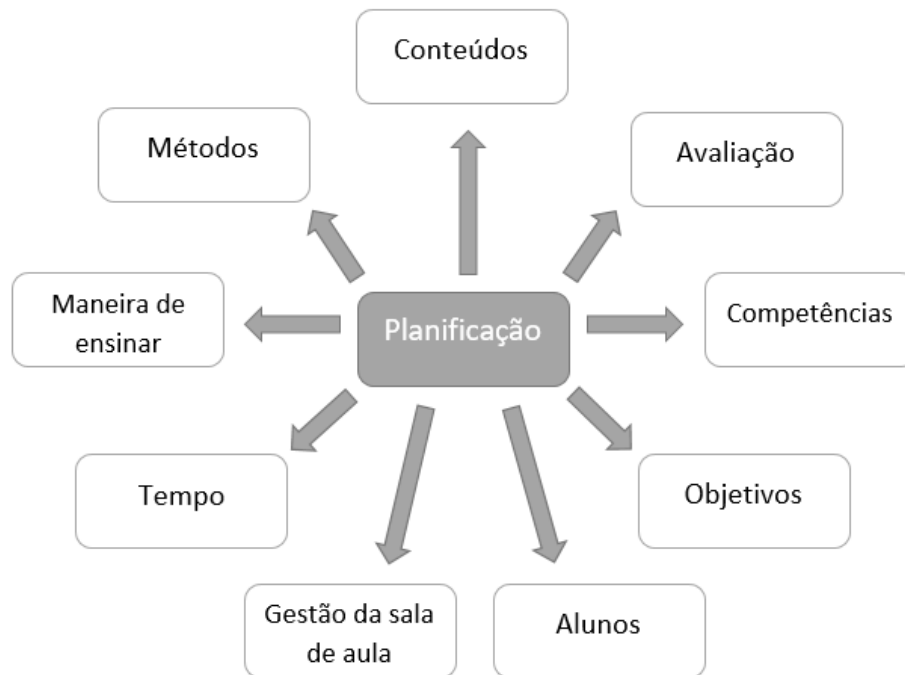 Conteúdos
Métodos
Avaliação
Maneira de
ensinar
Planificação
Competências
Tempo
Objetivos
Gestão da sala
de aula
Alunos